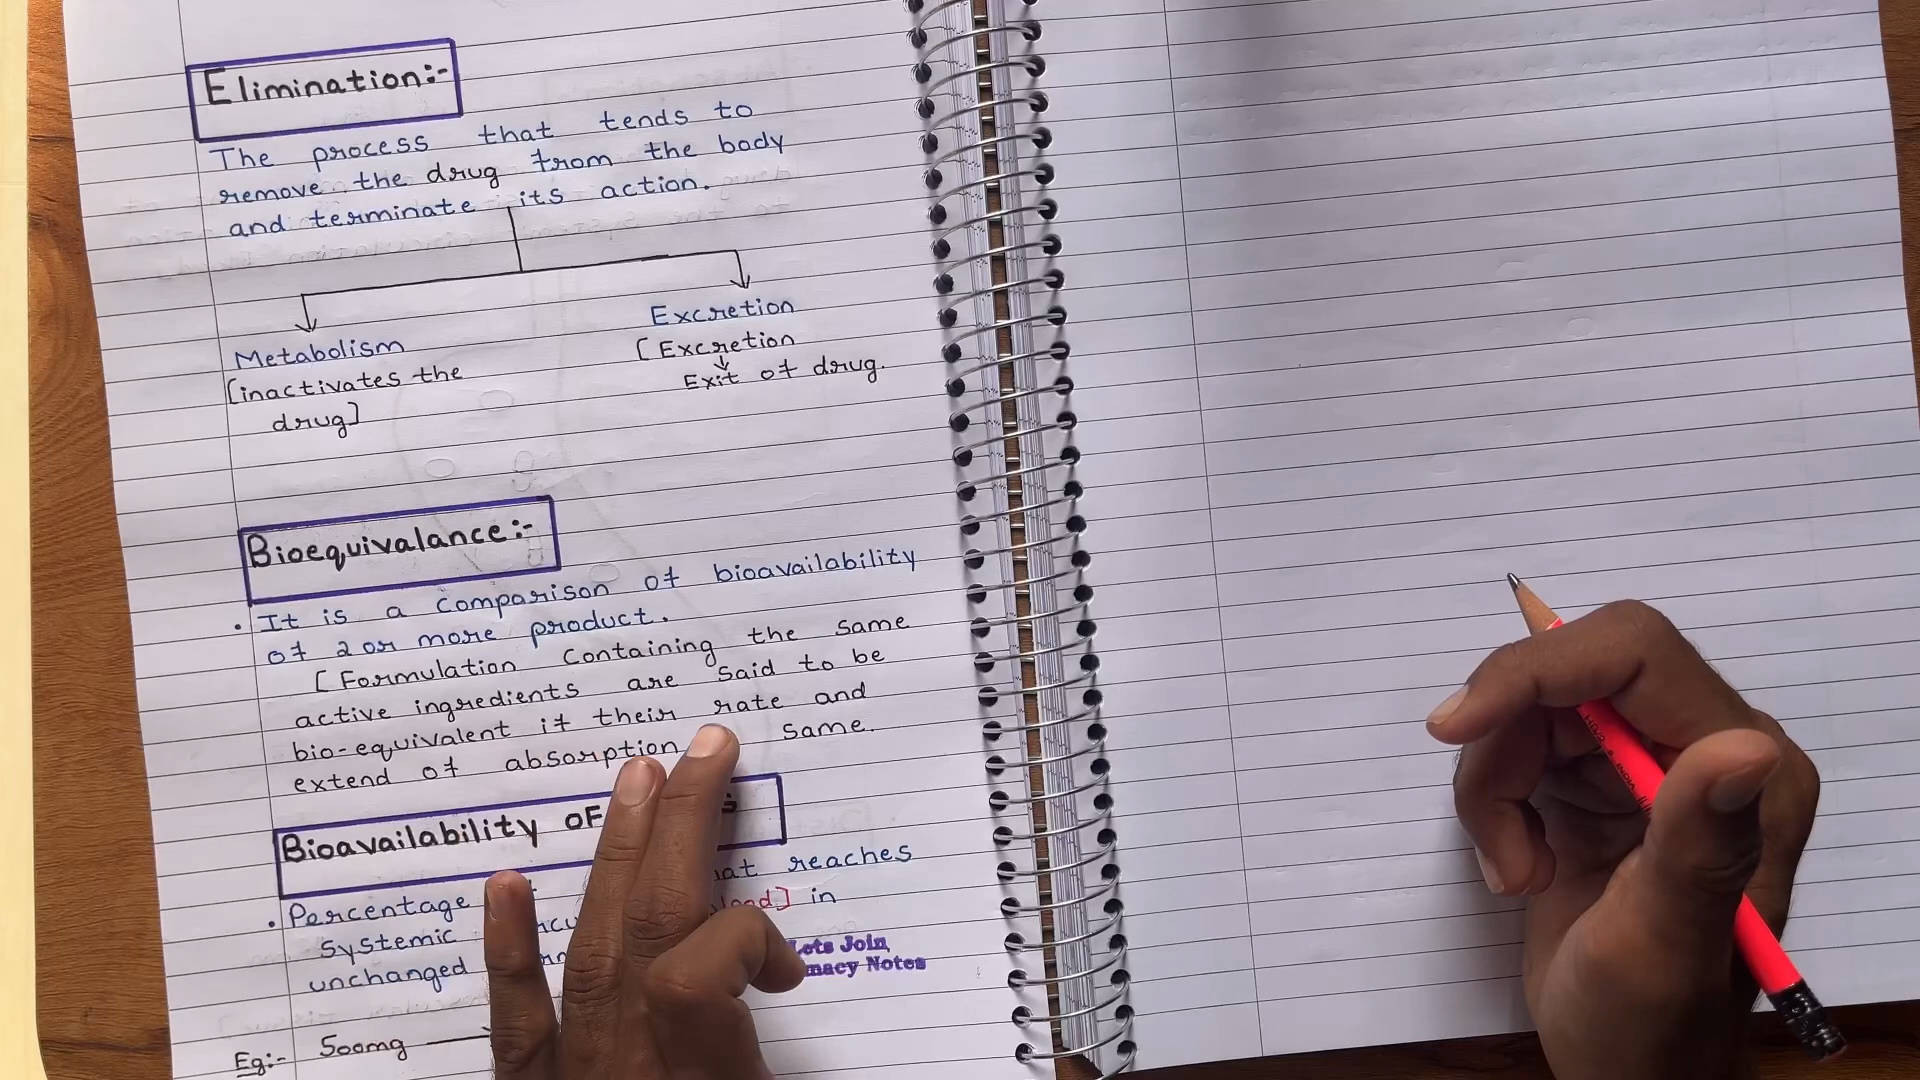 Elimination:-
The process that tends to
remove the drug from the body
and terminate its action.
Metabolism
[inactivates the
drug]
Excretion
[Excretion
Exit of drug.
Bioequivalance:-
. It is a comparison of bioavailability
of 2 or more product.
[Formulation containing the same
active ingredients are said to be
bio-equivalent if their rate and
extend of absorption same.
Bioavailability of
. Percentage reaches
systemic in
unchanged
Lets Join,
Notes
Eg:- 500mg